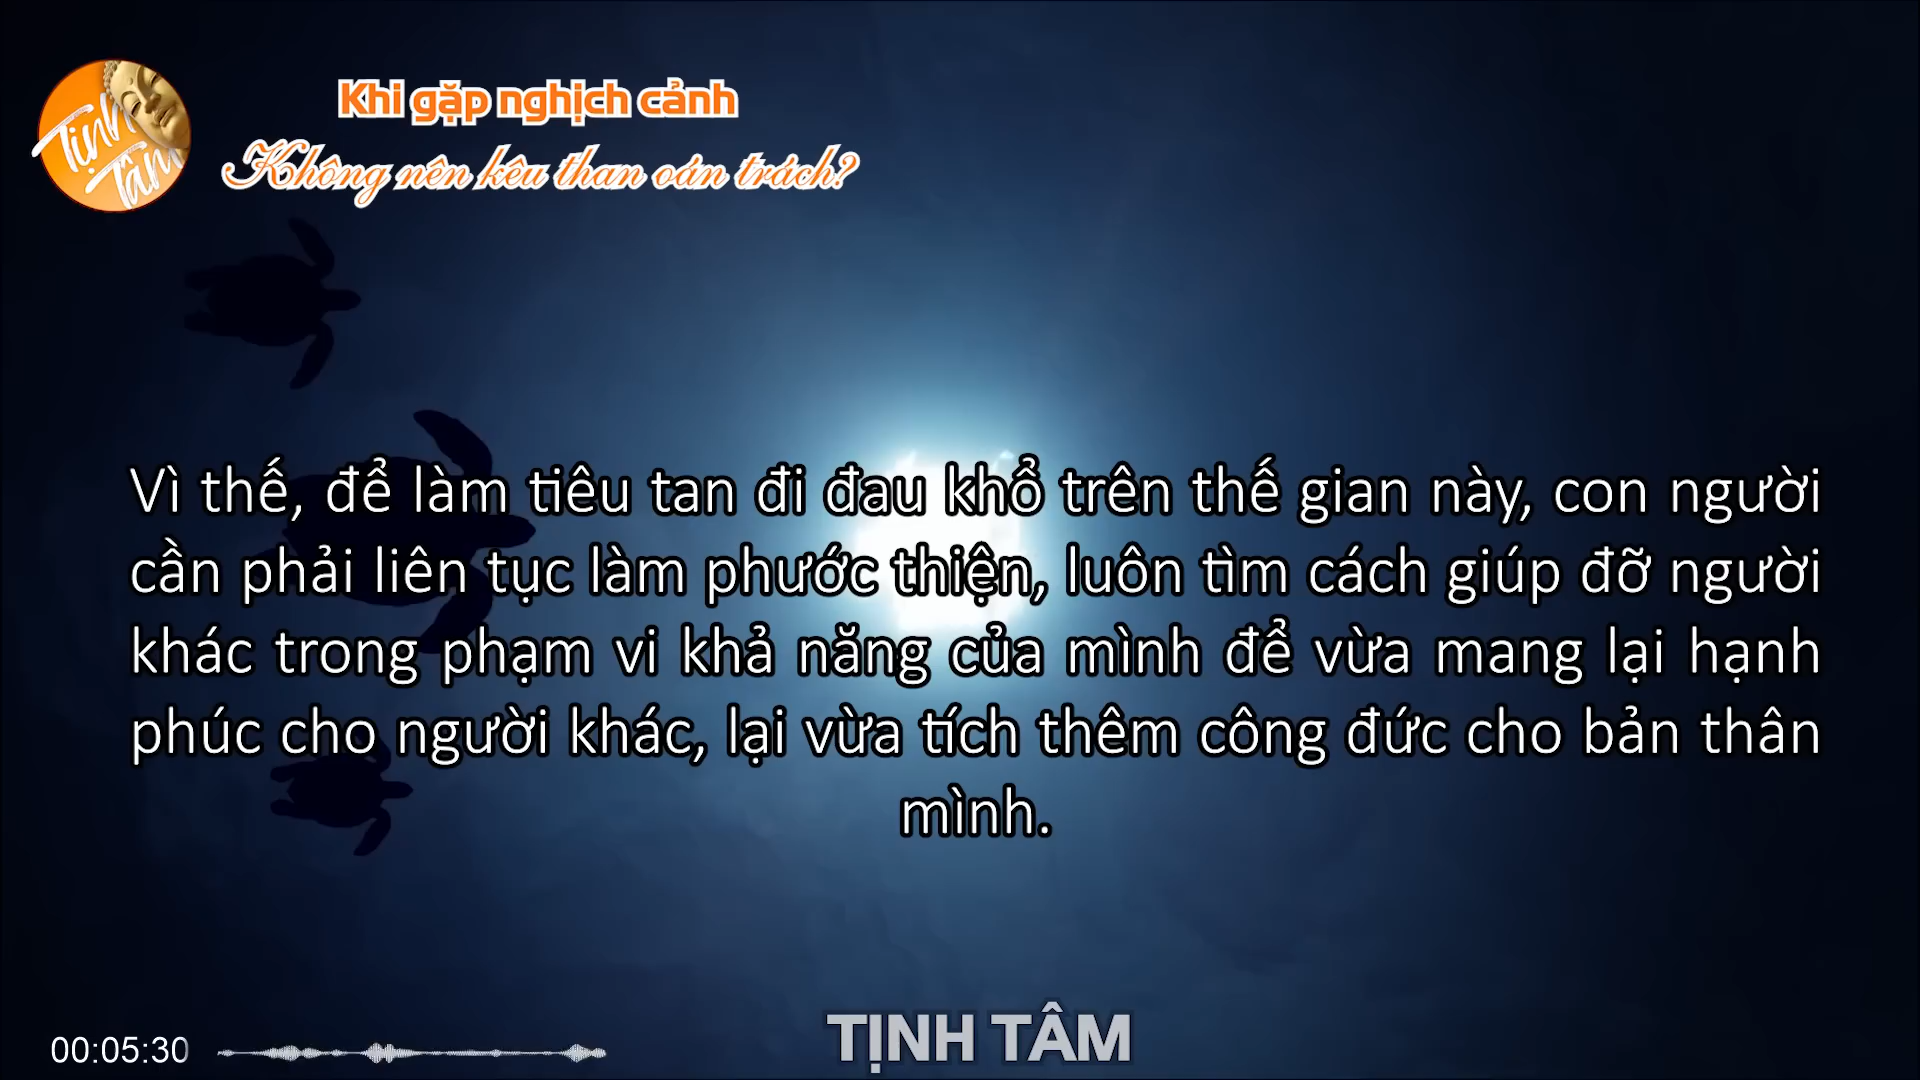 Tịnh
Tâm
Khi gặp nghịch cảnh
Không nên kêu than oán trách?
Vì thế, để làm tiêu tan đi đau khổ trên thế gian này, con người
cần phải liên tục làm phước thiện, luôn tìm cách giúp đỡ người
khác trong phạm vi khả năng của mình để vừa mang lại hạnh
phúc cho người khác, lại vừa tích thêm công đức cho bản thân
mình.
TỊNH TÂM
00:05:30